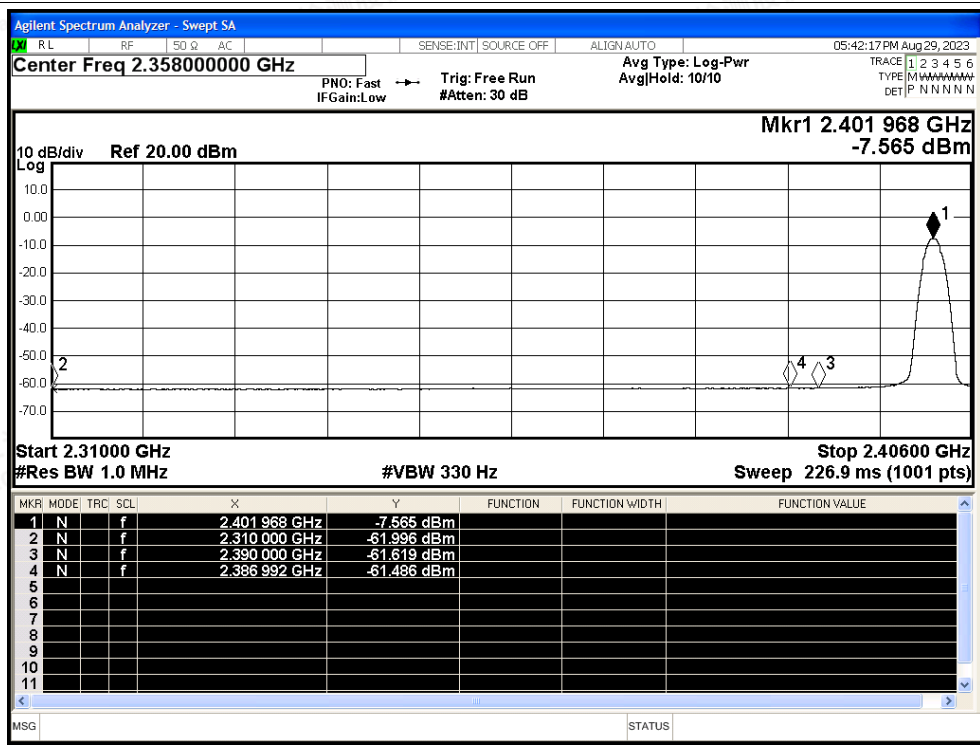 Agilent Spectrum Analyzer - Swept SA
LXI RL RF 50 Ω AC SENSE:INT SOURCE OFF ALIGN AUTO 05:42:17 PM Aug 29, 2023
Center Freq 2.358000000 GHz
PNO: Fast
IFGain:Low
Trig: Free Run
#Atten: 30 dB
Avg Type: Log-Pwr
Avg|Hold: 10/10
TRACE 1 2 3 4 5 6
TYPE M
DET P N N N N N
Mkr1 2.401 968 GHz
-7.565 dBm
10 dB/div Ref 20.00 dBm
Log
10.0
0.00
-10.0
-20.0
-30.0
-40.0
-50.0
-60.0
-70.0
1
2
4
3
Start 2.31000 GHz Stop 2.40600 GHz
#Res BW 1.0 MHz #VBW 330 Hz Sweep 226.9 ms (1001 pts)
MKR MODE TRC SCL X Y FUNCTION FUNCTION WIDTH FUNCTION VALUE
1 N f 2.401 968 GHz -7.565 dBm
2 N f 2.310 000 GHz -61.996 dBm
3 N f 2.390 000 GHz -61.619 dBm
4 N f 2.386 992 GHz -61.486 dBm
5
6
7
8
9
10
11
MSG STATUS